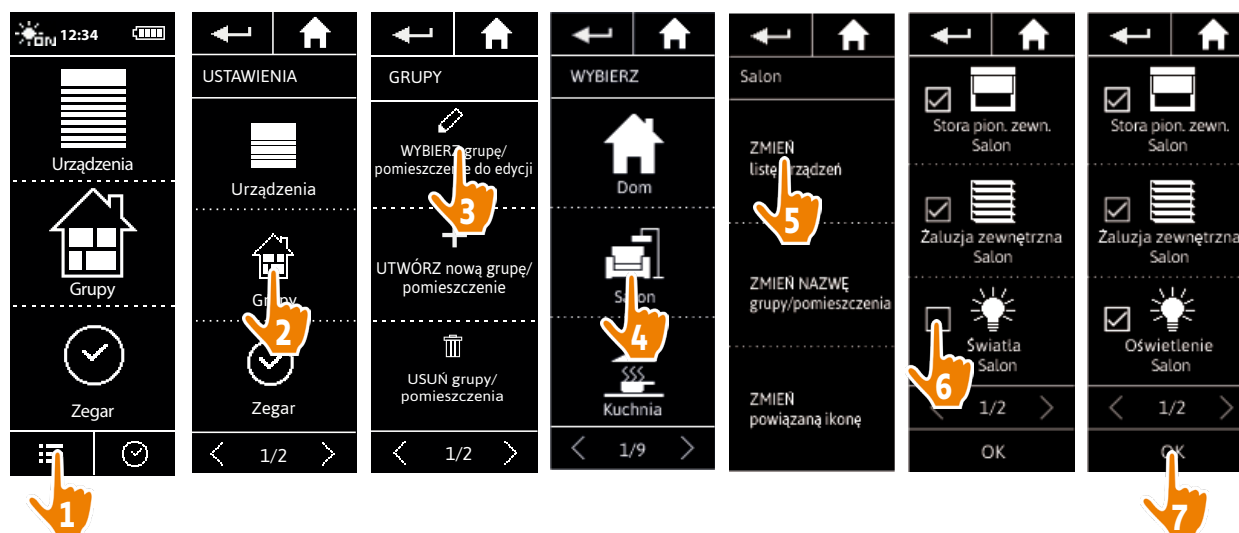 ON 12:34
Urządzenia
Grupy
Zegar
1
USTAWIENIA
Urządzenia
Grupy
2
Zegar
1/2
GRUPY
WYBIERZ grupę/
pomieszczenie do edycji
3
UTWÓRZ nową grupę/
pomieszczenie
USUŃ grupy/
pomieszczenia
1/2
WYBIERZ
Dom
Salon
4
Kuchnia
1/9
Salon
ZMIEŃ
listę urządzeń
5
ZMIEŃ NAZWĘ
grupy/pomieszczenia
ZMIEŃ
powiązaną ikonę
Stora pion. zewn.
Salon
Żaluzja zewnętrzna
Salon
Światla
Salon
6
1/2
OK
Stora pion. zewn.
Salon
Żaluzja zewnętrzna
Salon
Oświetlenie
Salon
1/2
OK
7